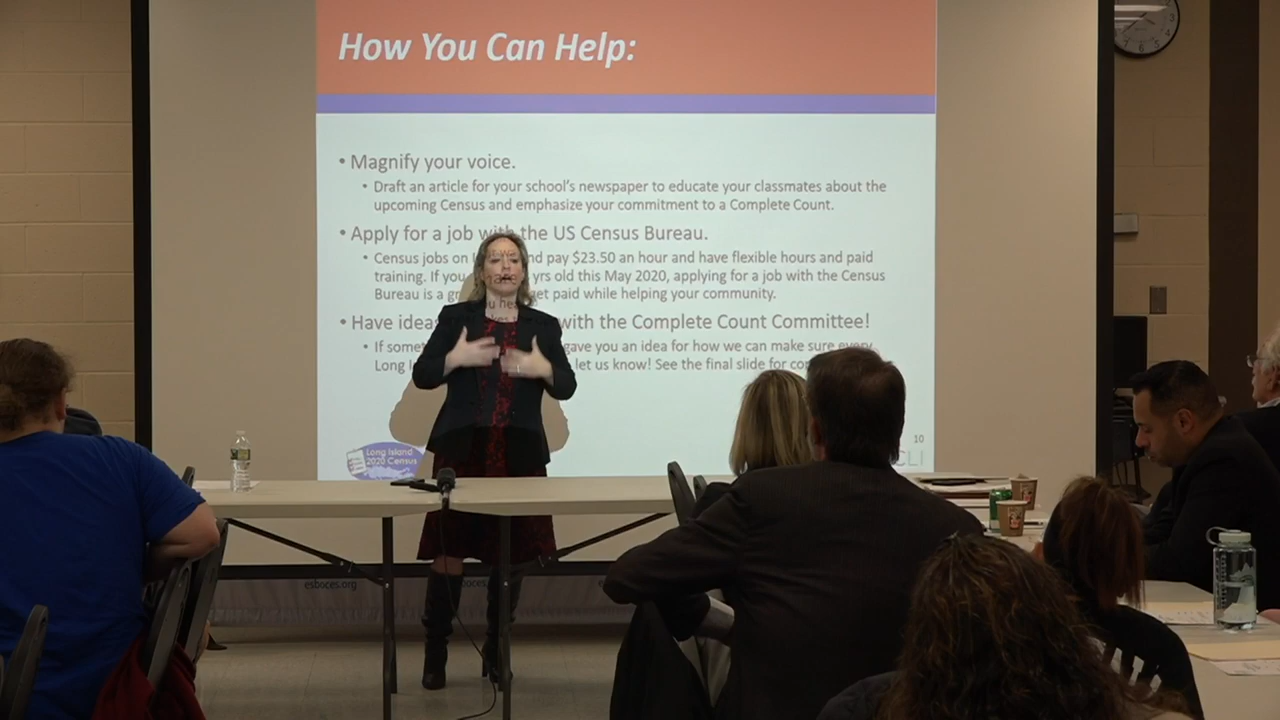 How You Can Help:
• Magnify your voice.
• Draft an article for your school's newspaper to educate your classmates about the
upcoming Census and emphasize your commitment to a Complete Count.
• Apply for a job with the US Census Bureau.
Census jobs on nd pay $23.50 an hour and have flexible hours and paid
training. If you yrs old this May 2020, applying for a job with the Census
Bureau is a get paid while helping your community.
• Have ideas with the Complete Count Committee!
• If gave you an idea for how we can make sure every
Long let us know! See the final slide for
10
Long Island
2020 Census
CLI
esboces.org